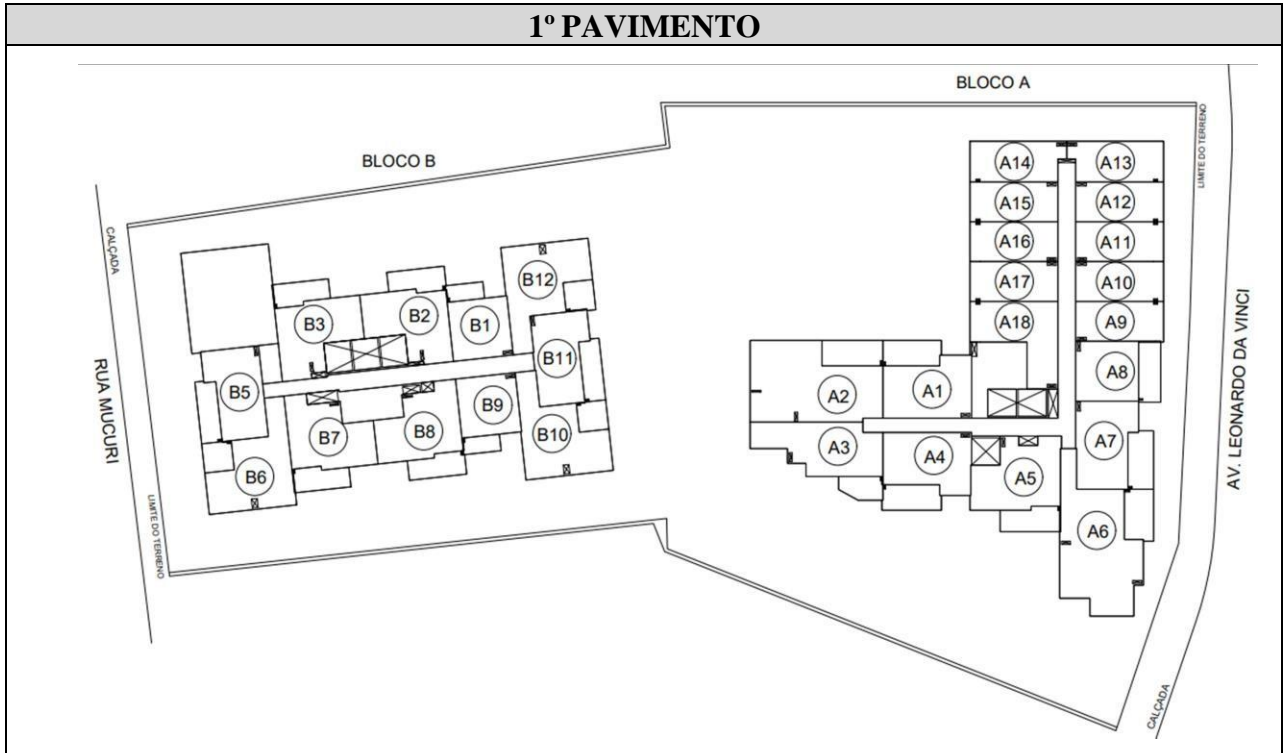 1º PAVIMENTO
BLOCO A
BLOCO B
LIMITE DO TERRENO
CALÇADA
RUA MUCURI
LIMITE DO TERRENO
AV. LEONARDO DA VINCI
CALÇADA
A14
A13
A15
A12
A16
A11
A17
A10
A18
A9
A8
A2
A1
A7
A3
A4
A5
A6
B12
B3
B2
B1
B11
B5
B9
B7
B8
B10
B6